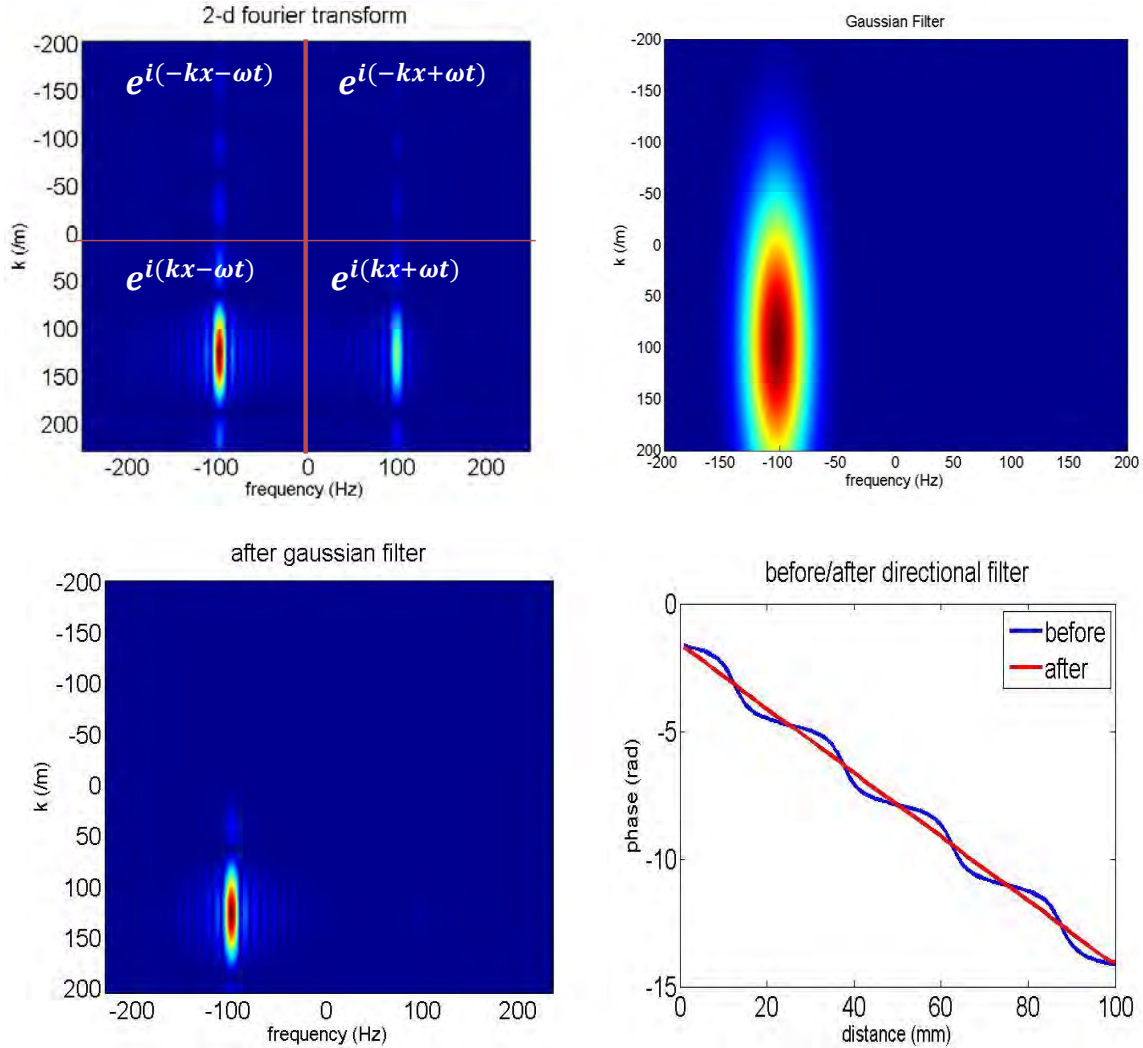 2-d fourier transform
-200
-150
-100
-50
0
50
100
150
200
k (/m)
e^{i(-kx-ωt)}
e^{i(-kx+ωt)}
e^{i(kx-ωt)}
e^{i(kx+ωt)}
-200 -100 0 100 200
frequency (Hz)
Gaussian Filter
-200
-150
-100
-50
0
50
100
150
200
k (/m)
-200 -150 -100 -50 0 50 100 150 200
frequency (Hz)
after gaussian filter
-200
-150
-100
-50
0
50
100
150
200
k (/m)
-200 -100 0 100 200
frequency (Hz)
before/after directional filter
0
-5
-10
-15
phase (rad)
before
after
0 20 40 60 80 100
distance (mm)